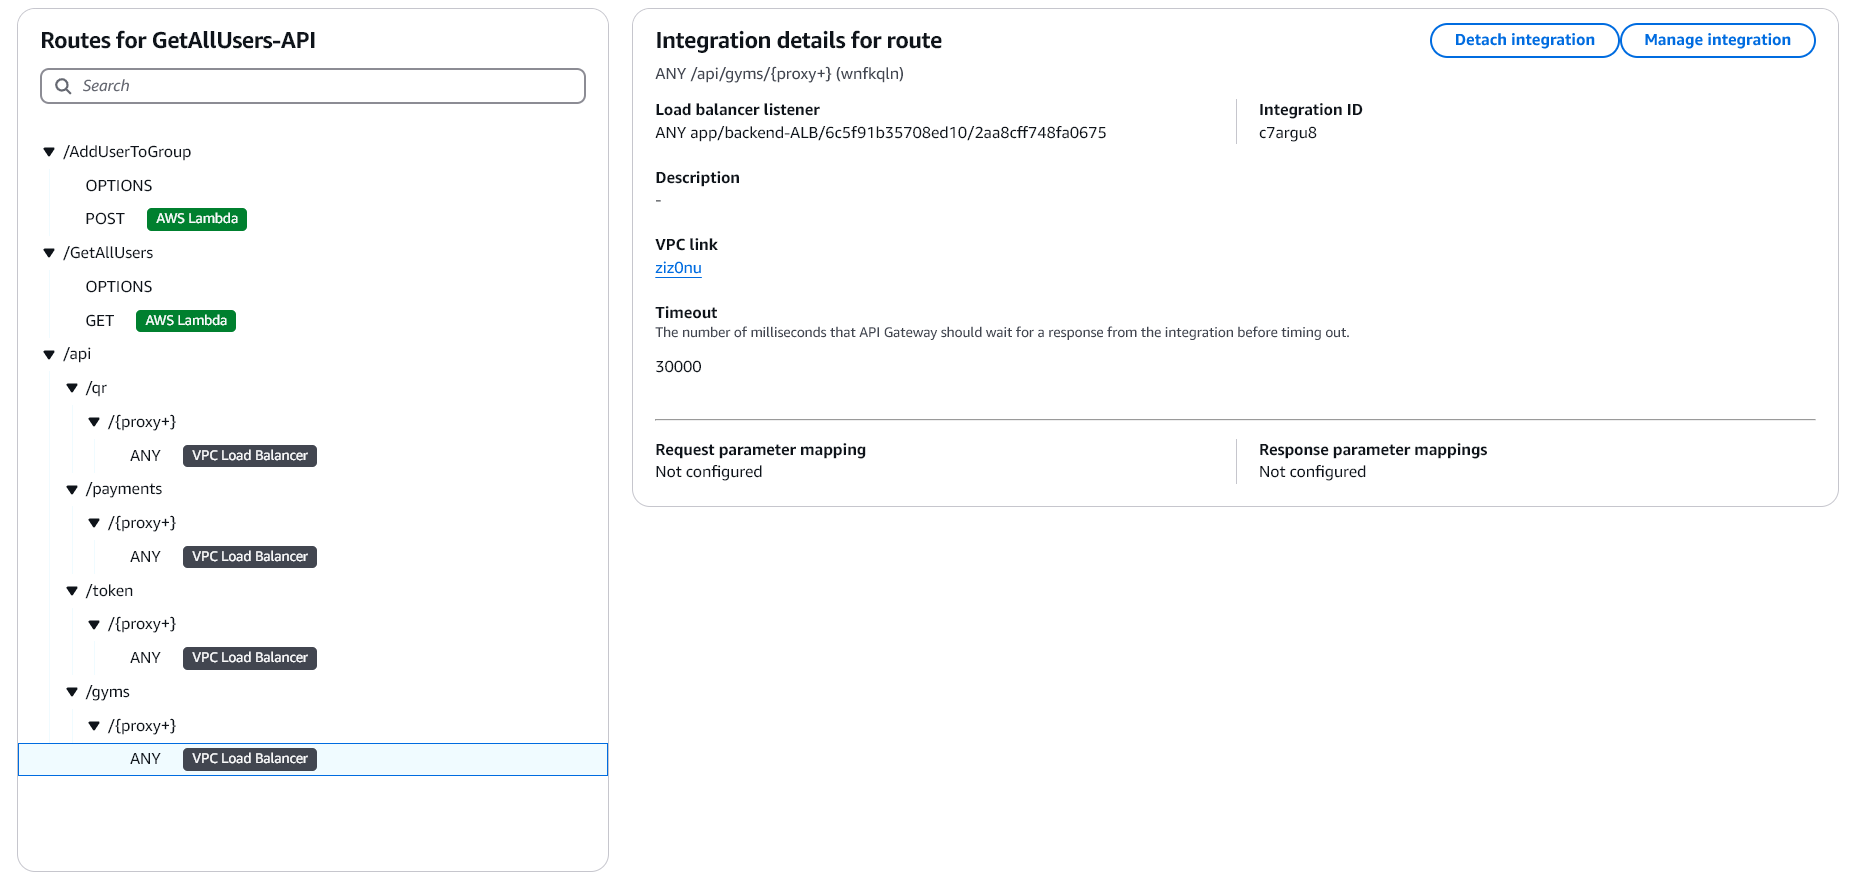 Routes for GetAllUsers-API
Search
/AddUserToGroup
OPTIONS
POST AWS Lambda
/GetAllUsers
OPTIONS
GET AWS Lambda
/api
/qr
/{proxy+}
ANY VPC Load Balancer
/payments
/{proxy+}
ANY VPC Load Balancer
/token
/{proxy+}
ANY VPC Load Balancer
/gyms
/{proxy+}
ANY VPC Load Balancer
Integration details for route
Detach integration
Manage integration
ANY /api/gyms/{proxy+} (wnfkqln)
Load balancer listener
ANY app/backend-ALB/6c5f91b35708ed10/2aa8cff748fa0675
Integration ID
c7argu8
Description
-
VPC link
ziz0nu
Timeout
The number of milliseconds that API Gateway should wait for a response from the integration before timing out.
30000
Request parameter mapping
Not configured
Response parameter mappings
Not configured